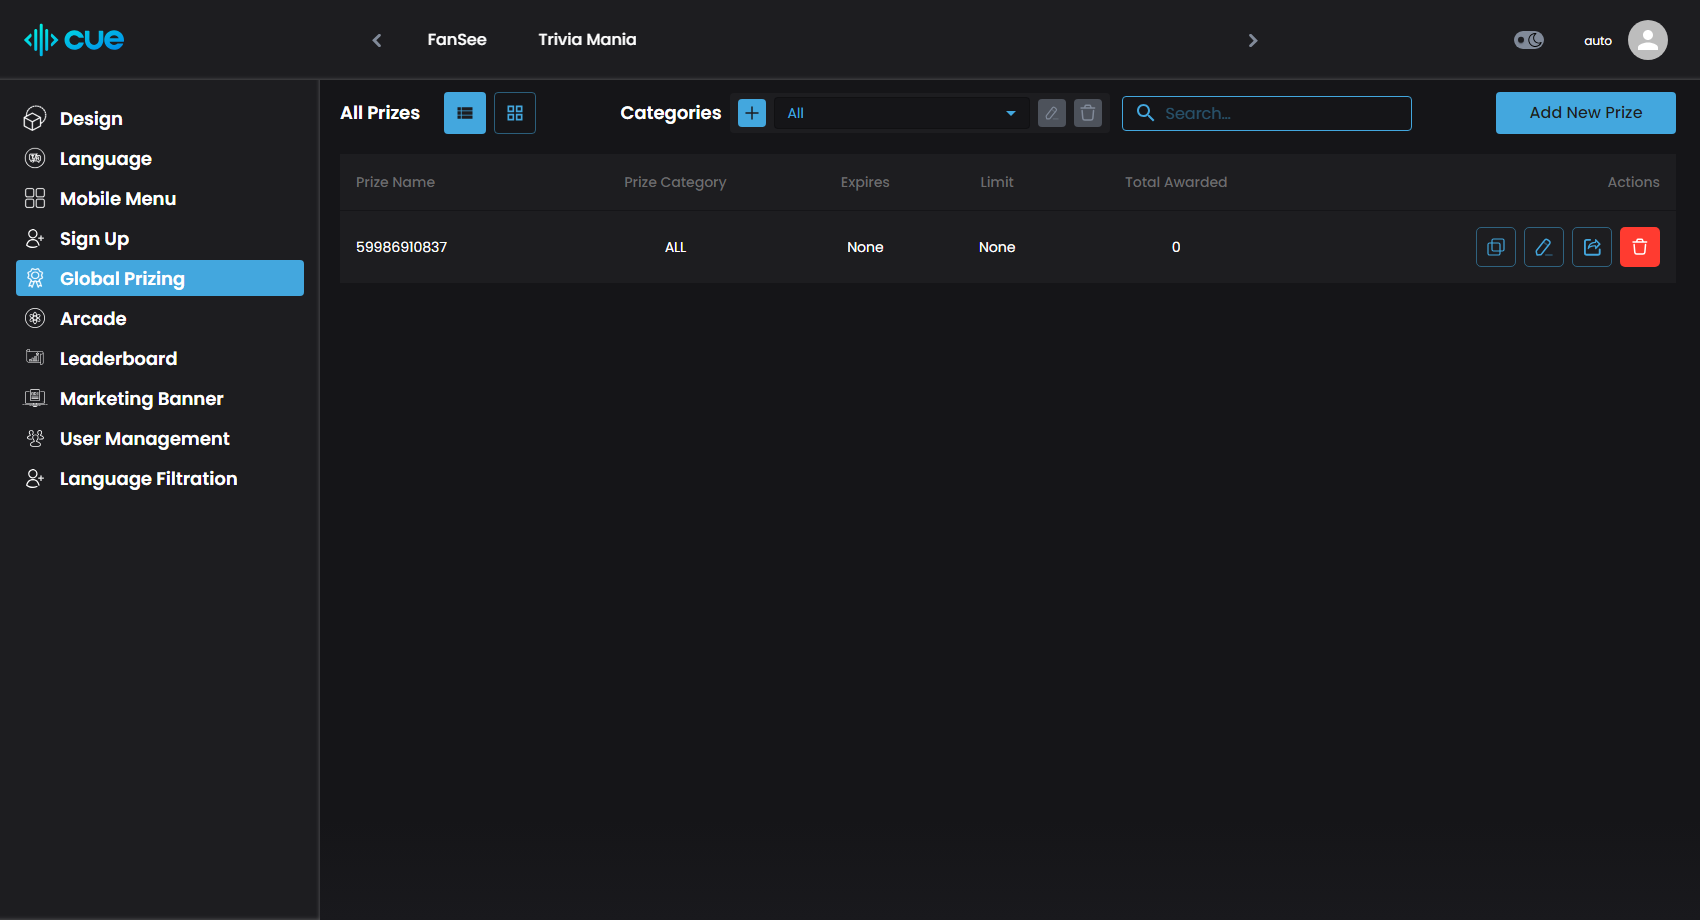 cue
FanSee
Trivia Mania
auto
Design
Language
Mobile Menu
Sign Up
Global Prizing
Arcade
Leaderboard
Marketing Banner
User Management
Language Filtration
All Prizes
Categories
All
Search...
Add New Prize
Prize Name Prize Category Expires Limit Total Awarded Actions
59986910837 ALL None None 0